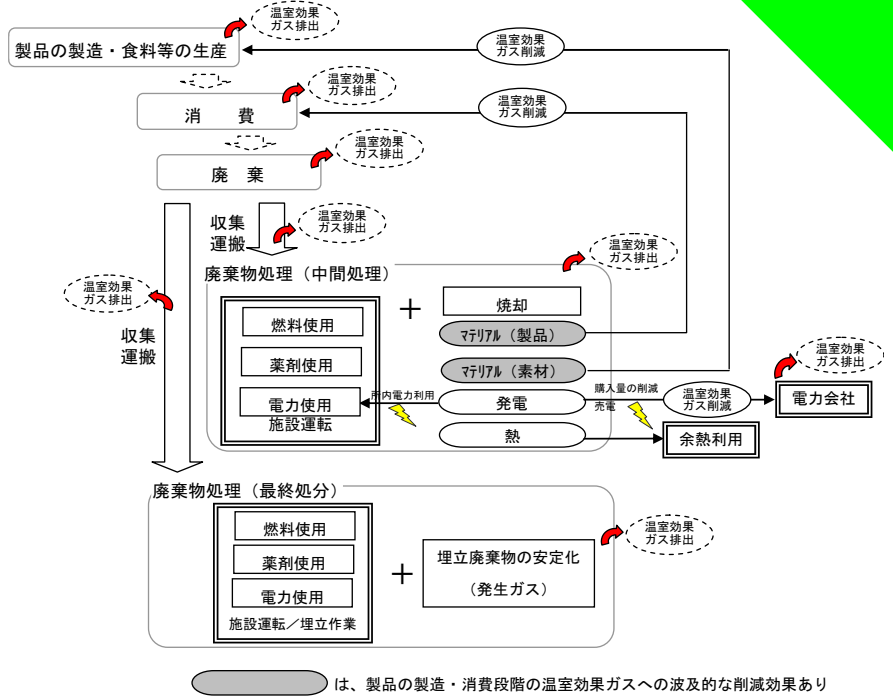 温室効果
ガス排出
製品の製造・食料等の生産
温室効果
ガス削減
温室効果
ガス排出
消　費
温室効果
ガス削減
温室効果
ガス排出
廃　棄
収集
運搬
温室効果
ガス排出
温室効果
ガス排出
廃棄物処理（中間処理）
温室効果
ガス排出
収集
運搬
燃料使用
薬剤使用
電力使用
施設運転
＋
焼却
ﾏﾃﾘｱﾙ（製品）
ﾏﾃﾘｱﾙ（素材）
所内電力利用
発電
熱
購入量の削減
売電
温室効果
ガス削減
温室効果
ガス排出
電力会社
余熱利用
廃棄物処理（最終処分）
燃料使用
薬剤使用
電力使用
施設運転／埋立作業
＋
埋立廃棄物の安定化
（発生ガス）
温室効果
ガス排出
は、製品の製造・消費段階の温室効果ガスへの波及的な削減効果あり